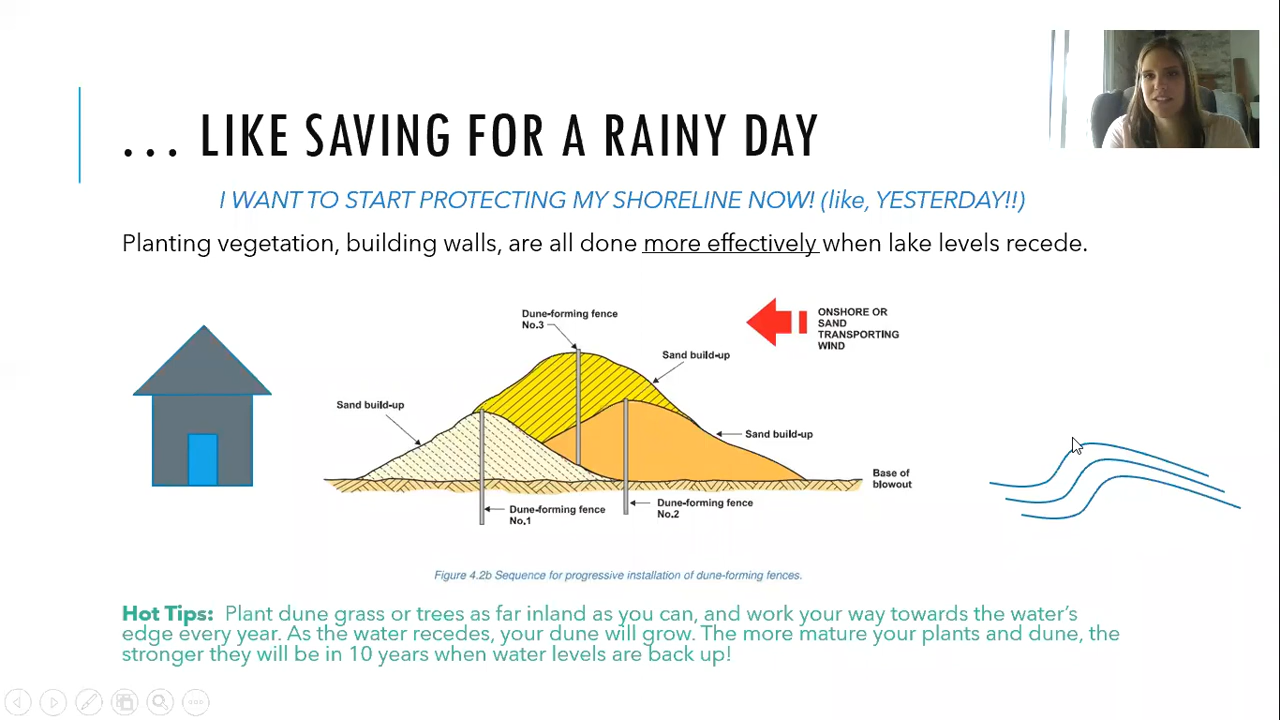 ... LIKE SAVING FOR A RAINY DAY
I WANT TO START PROTECTING MY SHORELINE NOW! (like, YESTERDAY!!)
Planting vegetation, building walls, are all done more effectively when lake levels recede.
Dune-forming fence
No.3
ONSHORE OR
SAND
TRANSPORTING
WIND
Sand build-up
Sand build-up
Sand build-up
Base of
blowout
Dune-forming fence
No.1
Dune-forming fence
No.2
Figure 4.2b Sequence for progressive installation of dune-forming fences.
Hot Tips: Plant dune grass or trees as far inland as you can, and work your way towards the water's
edge every year. As the water recedes, your dune will grow. The more mature your plants and dune, the
stronger they will be in 10 years when water levels are back up!